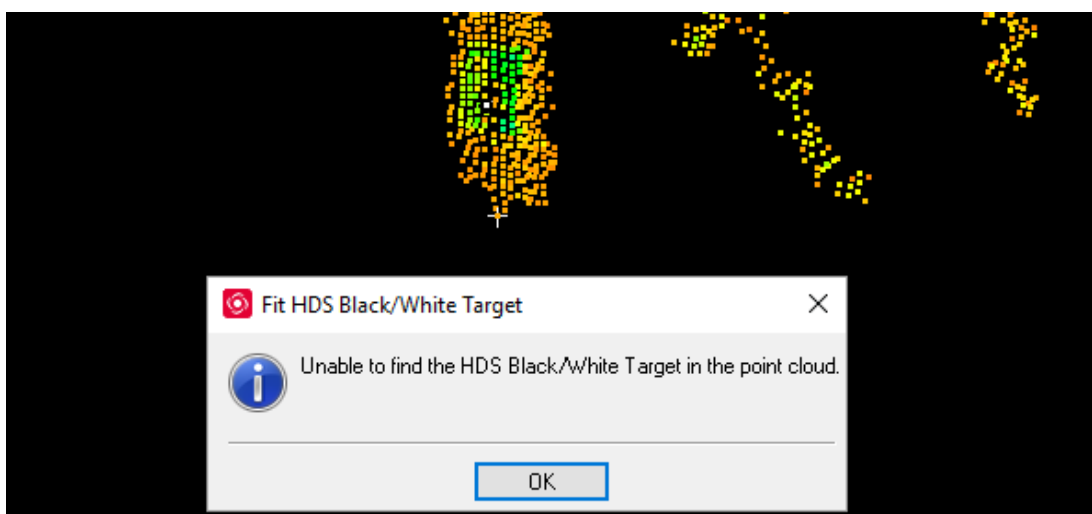 Fit HDS Black/White Target
Unable to find the HDS Black/White Target in the point cloud.
OK